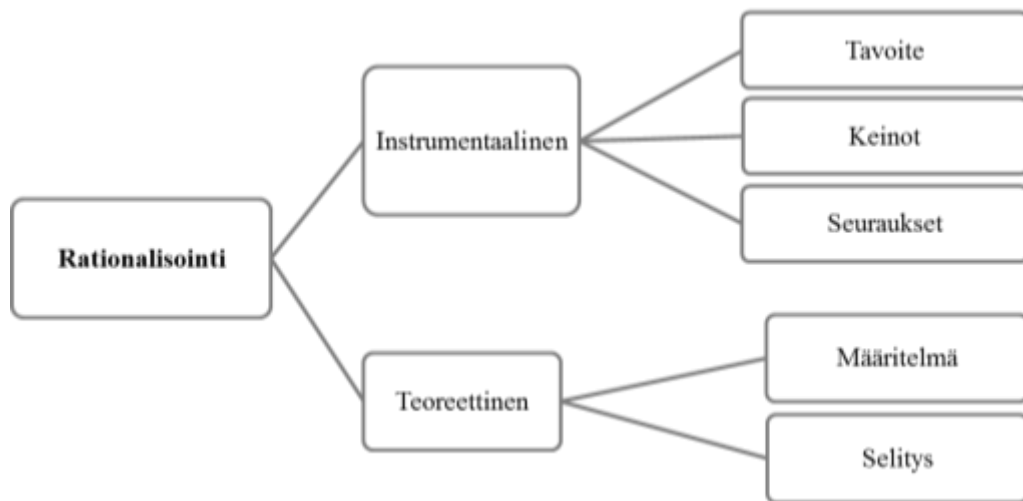 Rationalisointi
Instrumentaalinen
Tavoite
Keinot
Seuraukset
Teoreettinen
Määritelmä
Selitys